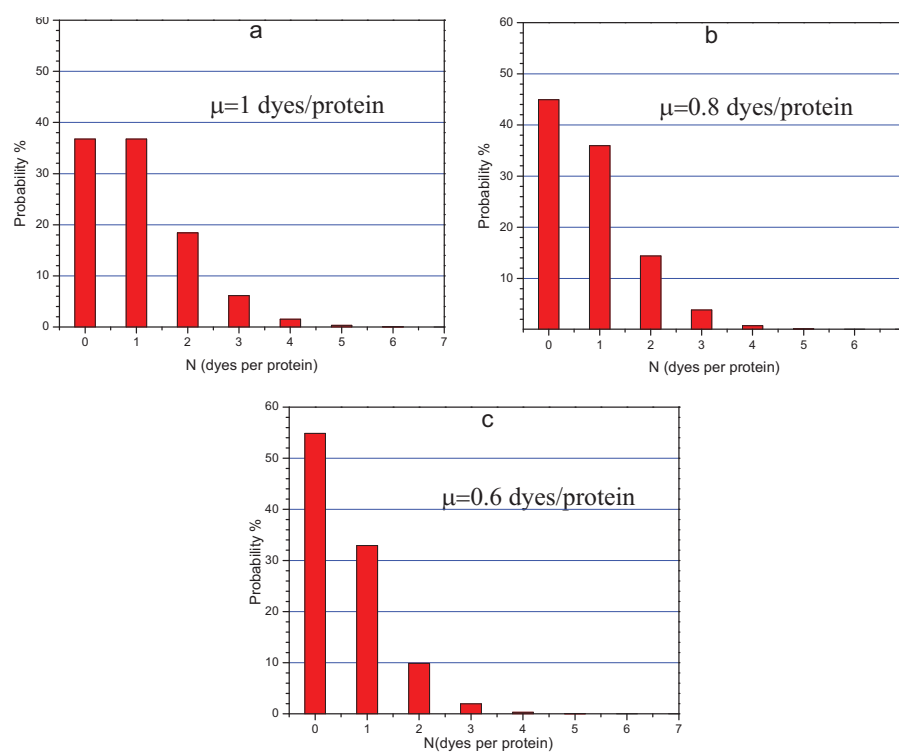 a
60
50
40
30
20
10
0
Probability %
μ=1 dyes/protein
0 1 2 3 4 5 6 7
N (dyes per protein)
b
60
50
40
30
20
10
0
Probability %
μ=0.8 dyes/protein
0 1 2 3 4 5 6
N (dyes per protein)
c
60
50
40
30
20
10
0
Probability %
μ=0.6 dyes/protein
0 1 2 3 4 5 6 7
N(dyes per protein)